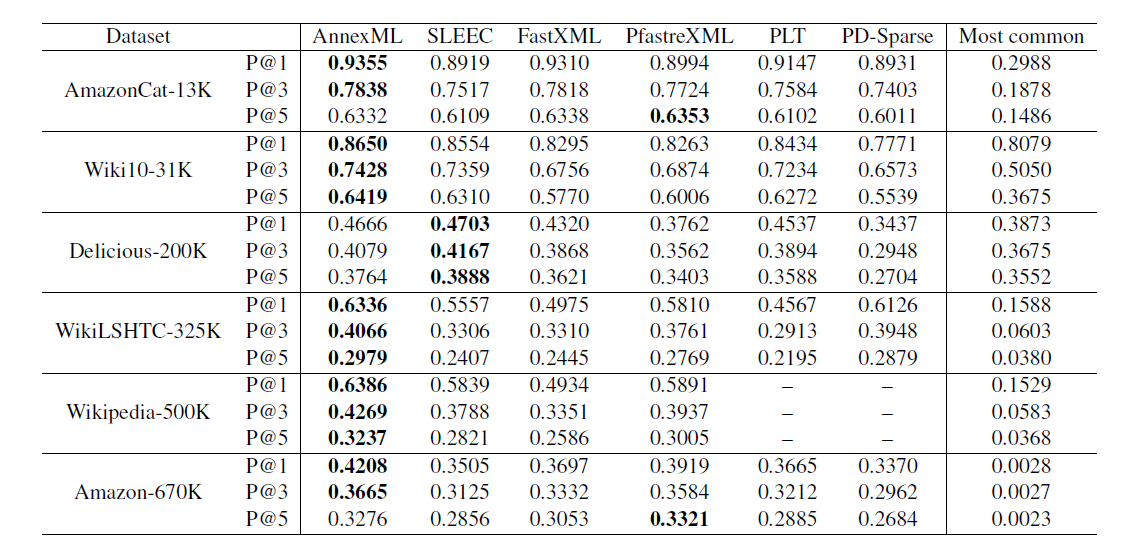 Dataset AnnexML SLEEC FastXML PfastreXML PLT PD-Sparse Most common
P@1 0.9355 0.8919 0.9310 0.8994 0.9147 0.8931 0.2988
AmazonCat-13K P@3 0.7838 0.7517 0.7818 0.7724 0.7584 0.7403 0.1878
P@5 0.6332 0.6109 0.6338 0.6353 0.6102 0.6011 0.1486
P@1 0.8650 0.8554 0.8295 0.8263 0.8434 0.7771 0.8079
Wiki10-31K P@3 0.7428 0.7359 0.6756 0.6874 0.7234 0.6573 0.5050
P@5 0.6419 0.6310 0.5770 0.6006 0.6272 0.5539 0.3675
P@1 0.4666 0.4703 0.4320 0.3762 0.4537 0.3437 0.3873
Delicious-200K P@3 0.4079 0.4167 0.3868 0.3562 0.3894 0.2948 0.3675
P@5 0.3764 0.3888 0.3621 0.3403 0.3588 0.2704 0.3552
P@1 0.6336 0.5557 0.4975 0.5810 0.4567 0.6126 0.1588
WikiLSHTC-325K P@3 0.4066 0.3306 0.3310 0.3761 0.2913 0.3948 0.0603
P@5 0.2979 0.2407 0.2445 0.2769 0.2195 0.2879 0.0380
P@1 0.6386 0.5839 0.4934 0.5891 – – 0.1529
Wikipedia-500K P@3 0.4269 0.3788 0.3351 0.3937 – – 0.0583
P@5 0.3237 0.2821 0.2586 0.3005 – – 0.0368
P@1 0.4208 0.3505 0.3697 0.3919 0.3665 0.3370 0.0028
Amazon-670K P@3 0.3665 0.3125 0.3332 0.3584 0.3212 0.2962 0.0027
P@5 0.3276 0.2856 0.3053 0.3321 0.2885 0.2684 0.0023